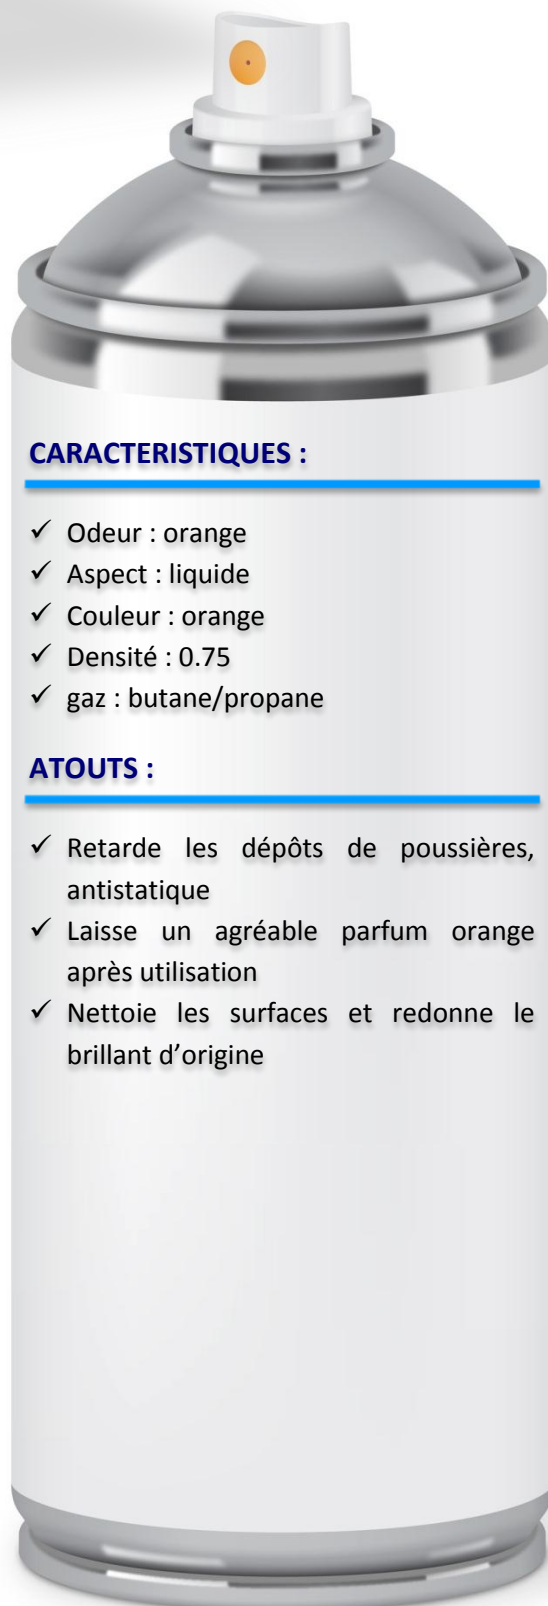 CARACTERISTIQUES :
✓ Odeur : orange
✓ Aspect : liquide
✓ Couleur : orange
✓ Densité : 0.75
✓ gaz : butane/propane
ATOUTS :
✓ Retarde les dépôts de poussières,
antistatique
✓ Laisse un agréable parfum orange
après utilisation
✓ Nettoie les surfaces et redonne le
brillant d’origine